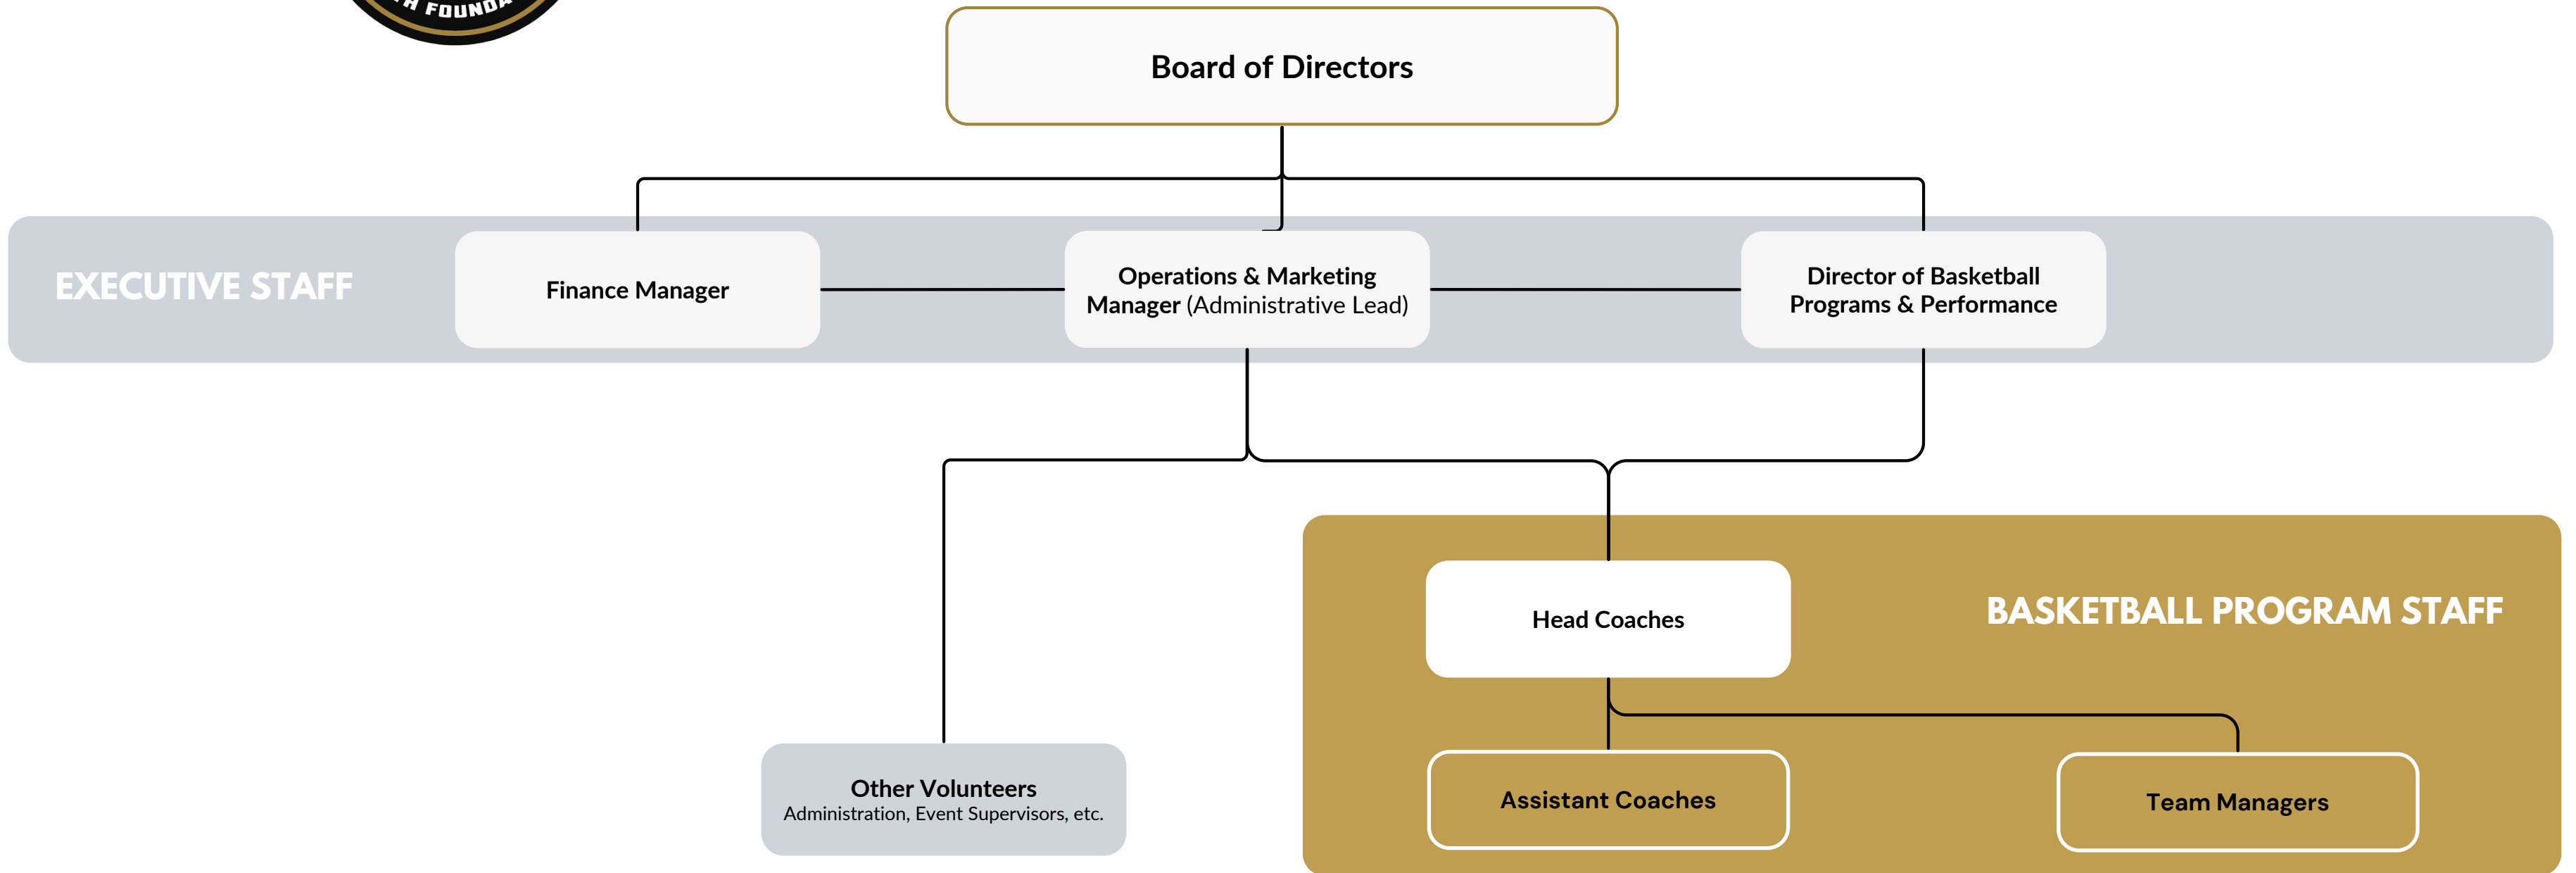 FOUNDA
Board of Directors
EXECUTIVE STAFF
Finance Manager
Operations & Marketing
Manager (Administrative Lead)
Director of Basketball
Programs & Performance
Head Coaches
BASKETBALL PROGRAM STAFF
Other Volunteers
Administration, Event Supervisors, etc.
Assistant Coaches
Team Managers